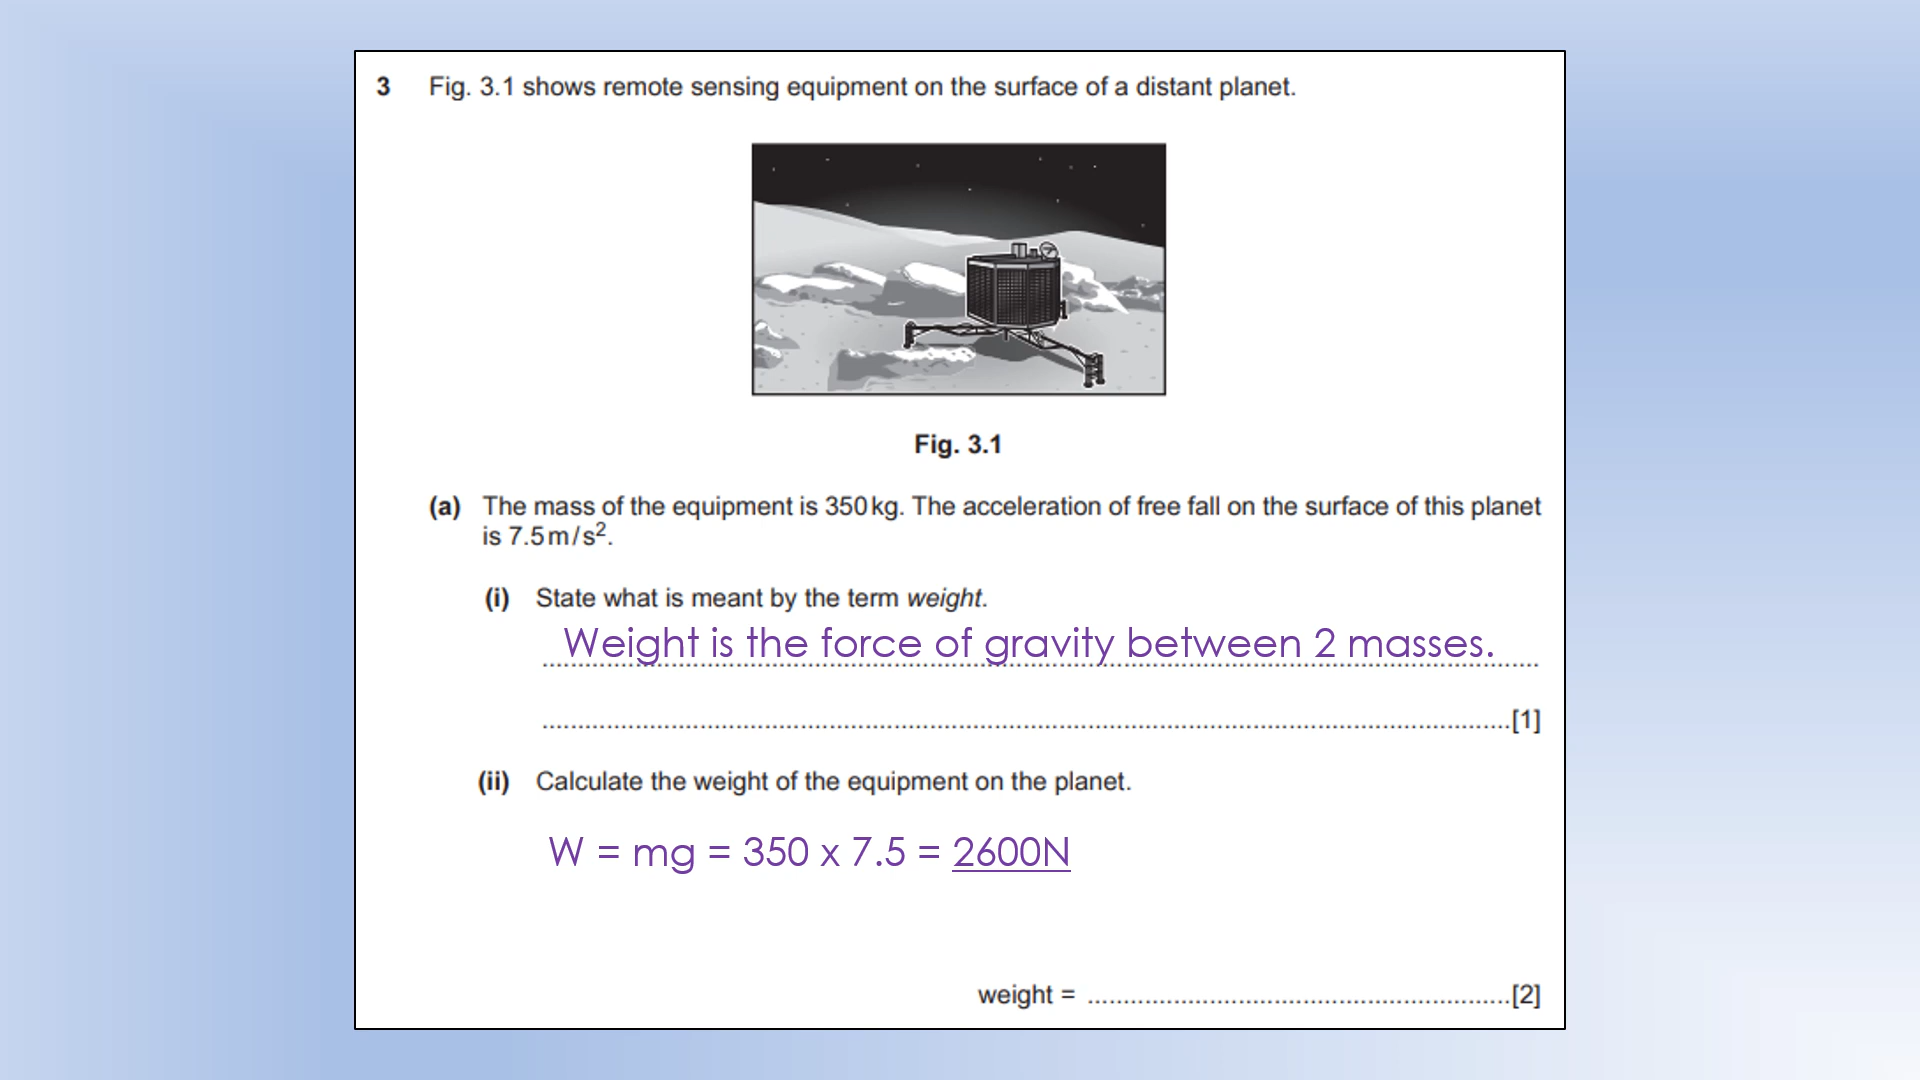 3 Fig. 3.1 shows remote sensing equipment on the surface of a distant planet.
Fig. 3.1
(a) The mass of the equipment is 350 kg. The acceleration of free fall on the surface of this planet
is 7.5 m / s².
(i) State what is meant by the term weight.
Weight is the force of gravity between 2 masses.
[1]
(ii) Calculate the weight of the equipment on the planet.
W = mg = 350 x 7.5 = 2600N
weight = ..........................................................[2]